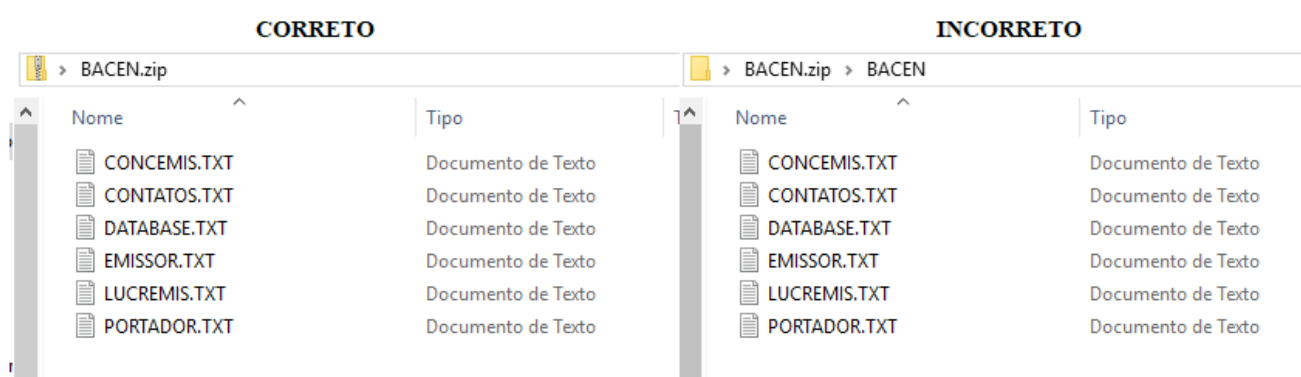 CORRETO
INCORRETO
BACEN.zip
BACEN.zip > BACEN
Nome Tipo
CONCEMIS.TXT Documento de Texto
CONTATOS.TXT Documento de Texto
DATABASE.TXT Documento de Texto
EMISSOR.TXT Documento de Texto
LUCREMIS.TXT Documento de Texto
PORTADOR.TXT Documento de Texto
Nome Tipo
CONCEMIS.TXT Documento de Texto
CONTATOS.TXT Documento de Texto
DATABASE.TXT Documento de Texto
EMISSOR.TXT Documento de Texto
LUCREMIS.TXT Documento de Texto
PORTADOR.TXT Documento de Texto